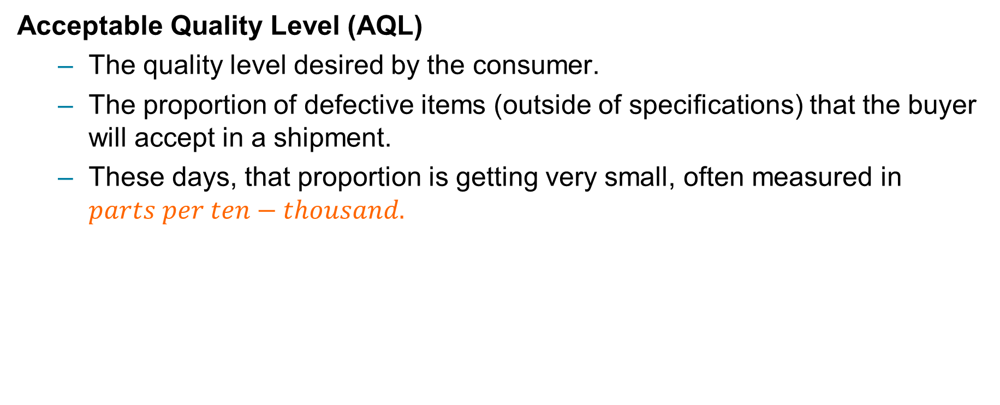 Acceptable Quality Level (AQL)
– The quality level desired by the consumer.
– The proportion of defective items (outside of specifications) that the buyer
will accept in a shipment.
– These days, that proportion is getting very small, often measured in
parts per ten − thousand.